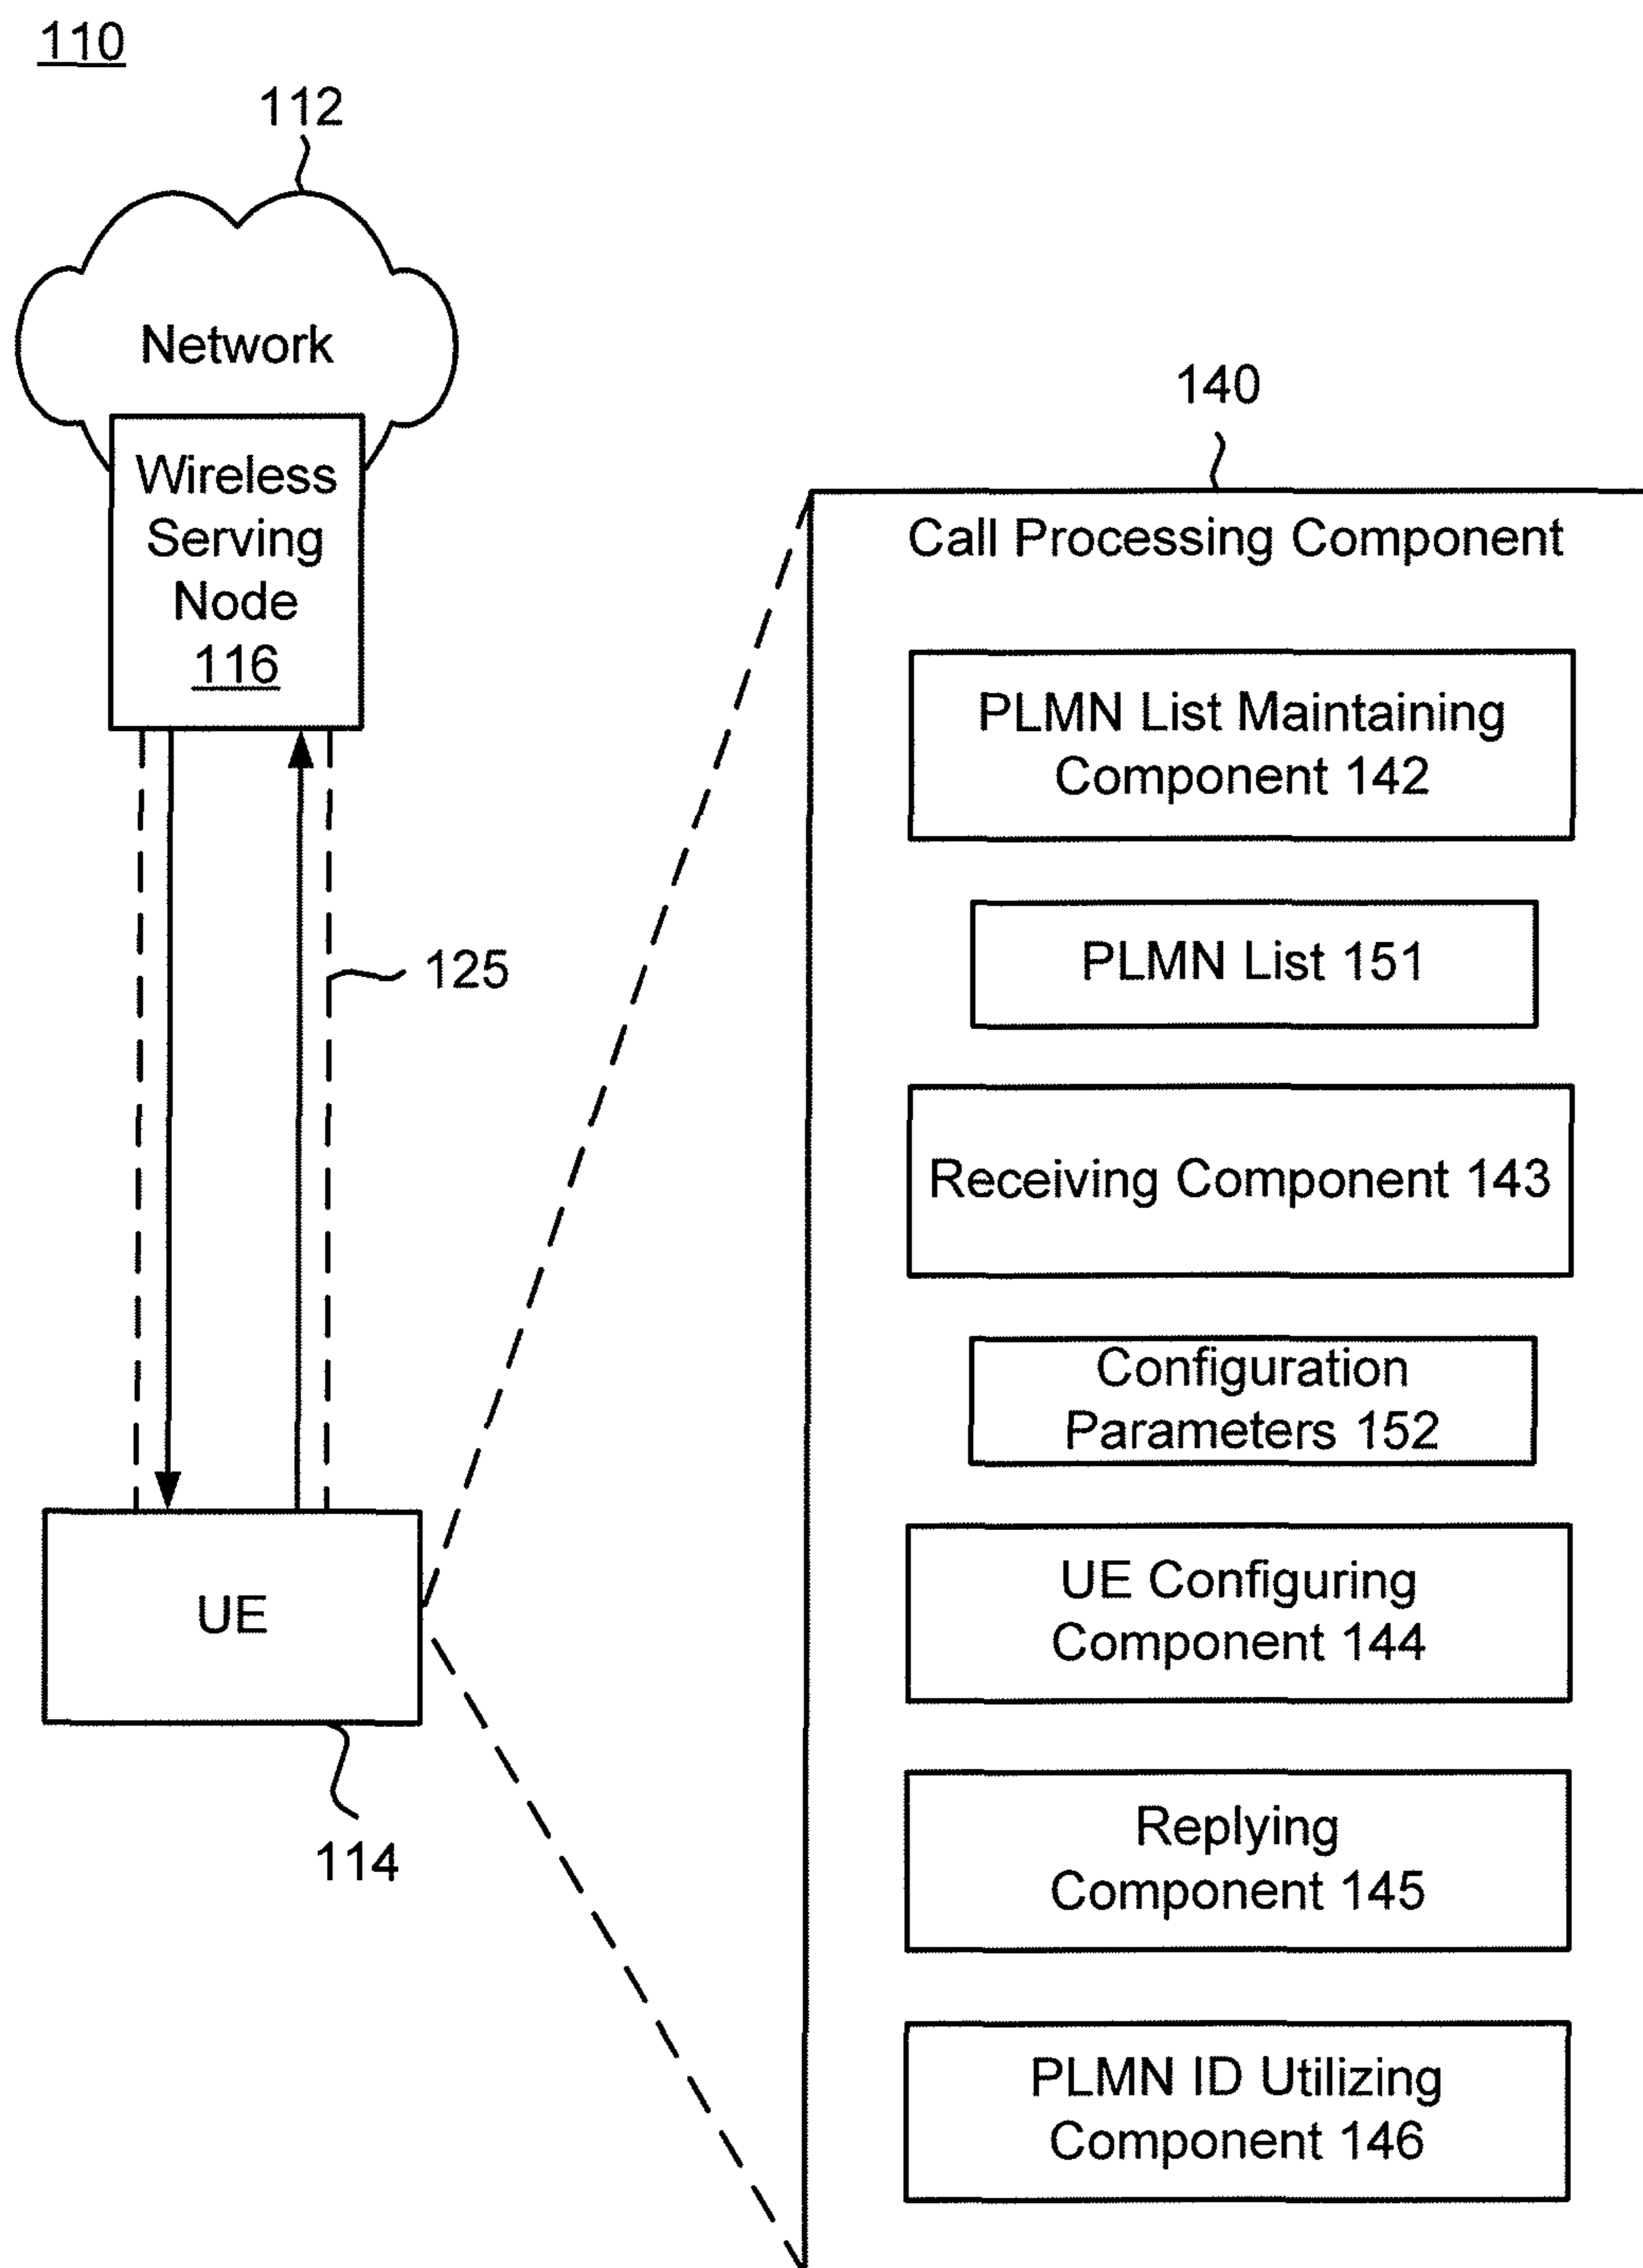 110
112
Network
Wireless
Serving
Node
116
125
UE
114
140
Call Processing Component
PLMN List Maintaining
Component 142
PLMN List 151
Receiving Component 143
Configuration
Parameters 152
UE Configuring
Component 144
Replying
Component 145
PLMN ID Utilizing
Component 146